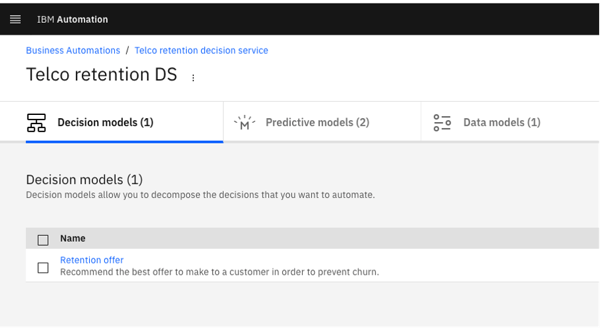 IBM Automation
Business Automations / Telco retention decision service
Telco retention DS
Decision models (1)
Predictive models (2)
Data models (1)
Decision models (1)
Decision models allow you to decompose the decisions that you want to automate.
Name
Retention offer
Recommend the best offer to make to a customer in order to prevent churn.